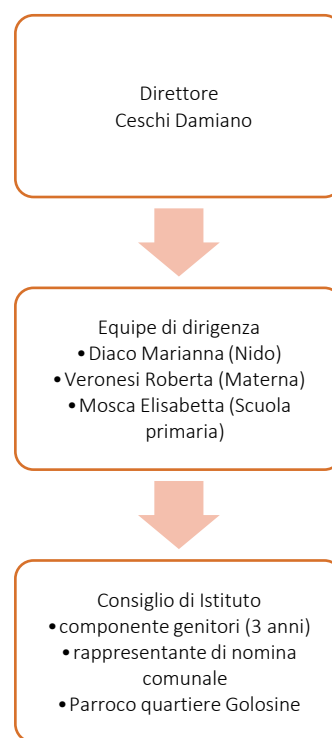 Direttore
Ceschi Damiano
Equipe di dirigenza
•Diaco Marianna (Nido)
•Veronesi Roberta (Materna)
•Mosca Elisabetta (Scuola
primaria)
Consiglio di Istituto
•componente genitori (3 anni)
•rappresentante di nomina
comunale
•Parroco quartiere Golosine